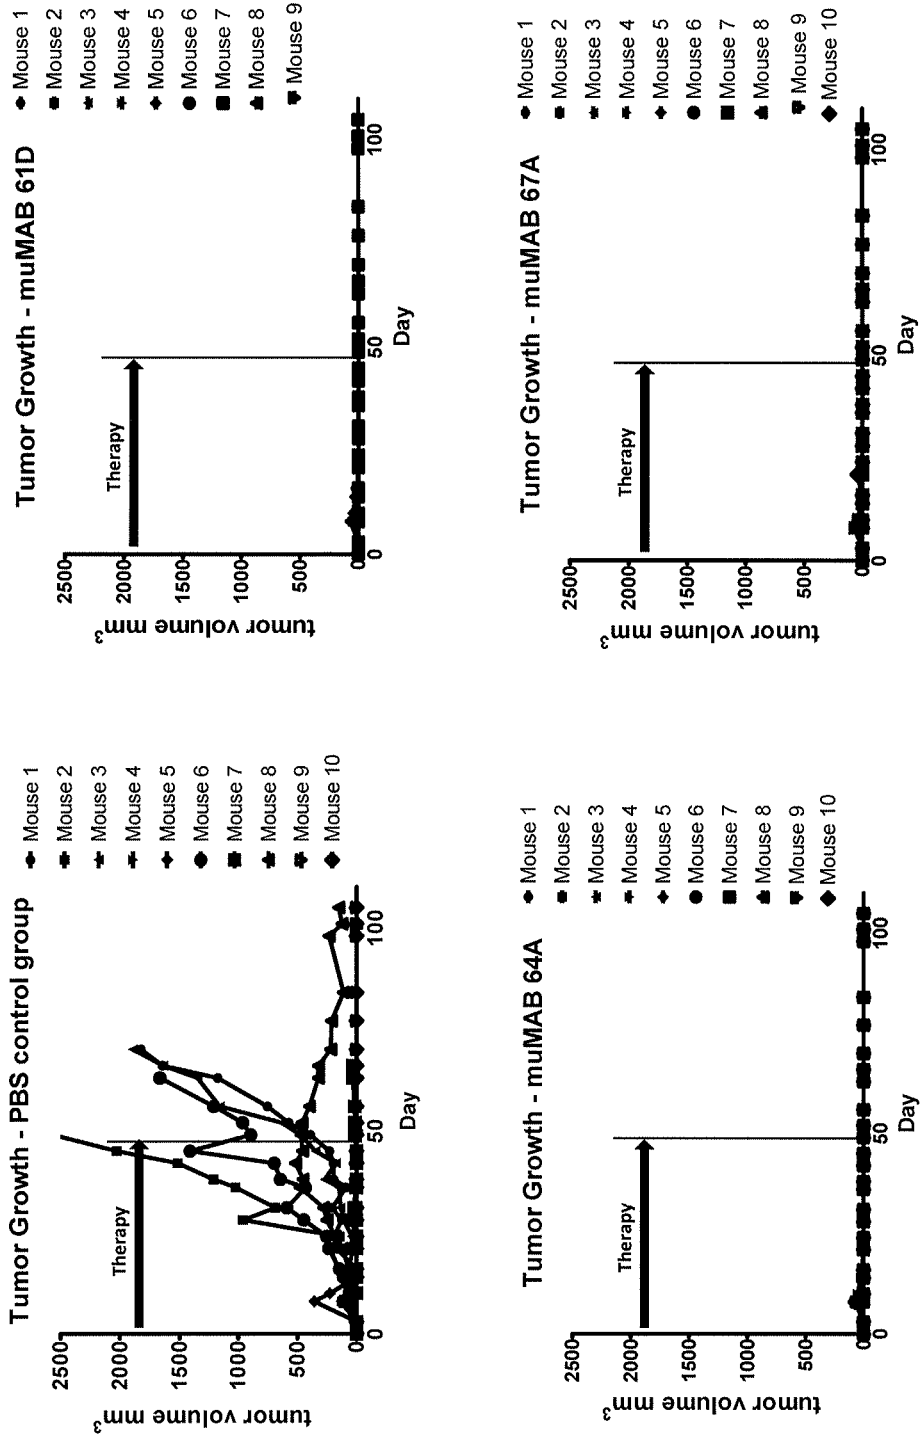 Tumor Growth - PBS control group
tumor volume mm³
2500
2000
1500
1000
500
0
Therapy
0
50
100
Day
Mouse 1
Mouse 2
Mouse 3
Mouse 4
Mouse 5
Mouse 6
Mouse 7
Mouse 8
Mouse 9
Mouse 10
Tumor Growth - muMAB 61D
tumor volume mm³
2500
2000
1500
1000
500
0
Therapy
0
50
100
Day
Mouse 1
Mouse 2
Mouse 3
Mouse 4
Mouse 5
Mouse 6
Mouse 7
Mouse 8
Mouse 9
Tumor Growth - muMAB 64A
tumor volume mm³
2500
2000
1500
1000
500
0
Therapy
0
50
100
Day
Mouse 1
Mouse 2
Mouse 3
Mouse 4
Mouse 5
Mouse 6
Mouse 7
Mouse 8
Mouse 9
Mouse 10
Tumor Growth - muMAB 67A
tumor volume mm³
2500
2000
1500
1000
500
0
Therapy
0
50
100
Day
Mouse 1
Mouse 2
Mouse 3
Mouse 4
Mouse 5
Mouse 6
Mouse 7
Mouse 8
Mouse 9
Mouse 10